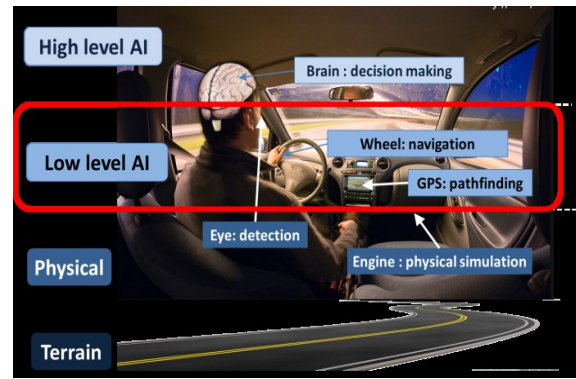 High level AI
Brain : decision making
Wheel: navigation
Low level AI
GPS: pathfinding
Eye: detection
Engine : physical simulation
Physical
Terrain